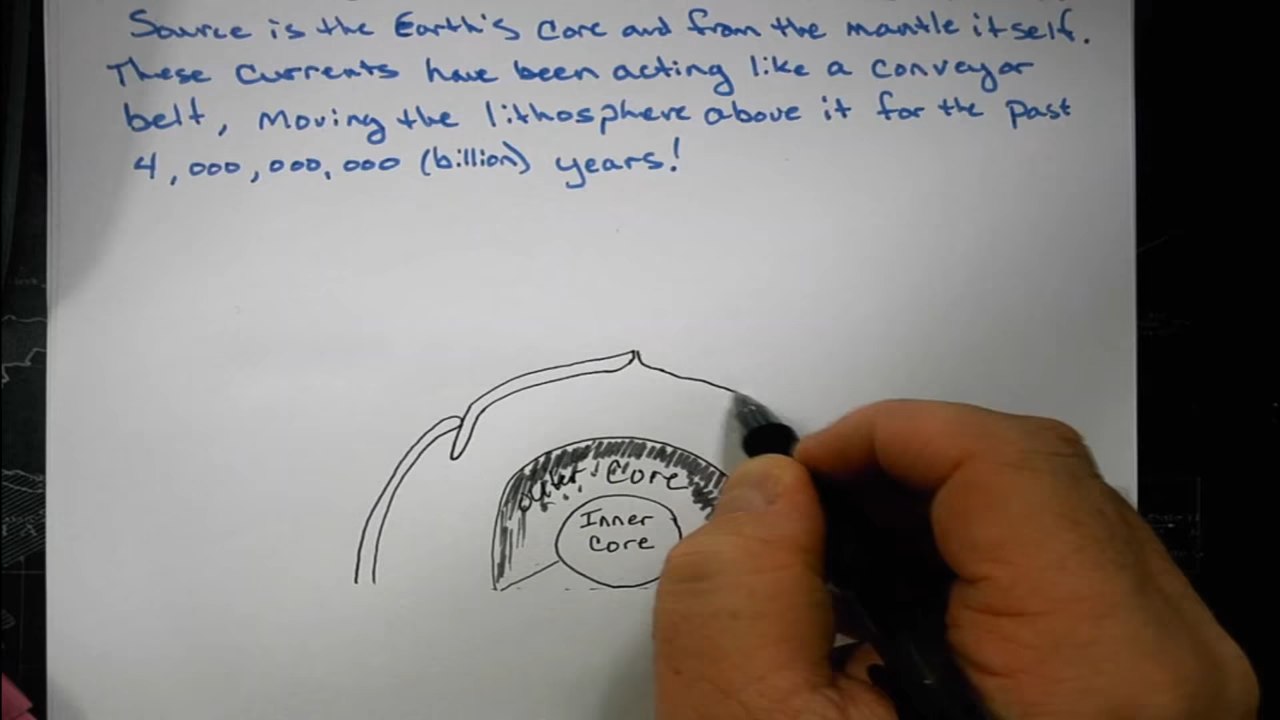 Source is the Earth's Core and from the mantle itself.
These currents have been acting like a conveyor
belt, moving the lithosphere above it for the past
4,000,000,000 (billion) years!
outer Core
Inner
Core